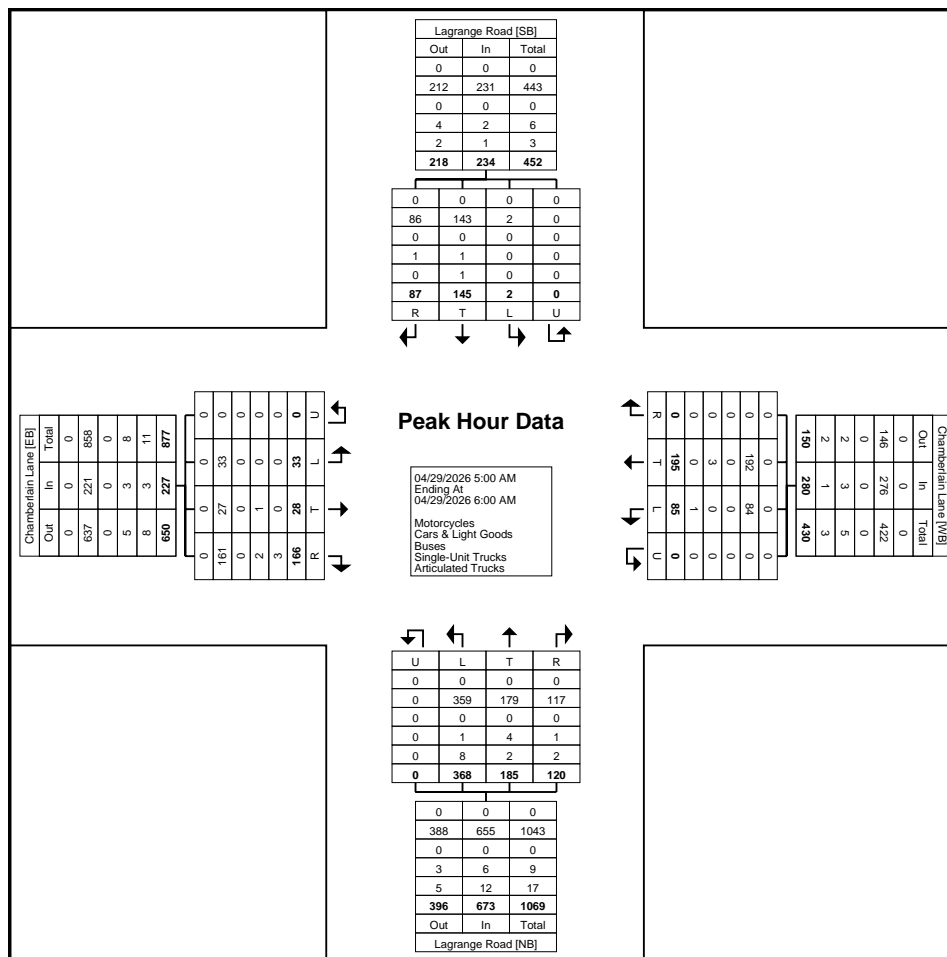 Lagrange Road [SB]
Out In Total
0 0 0
212 231 443
0 0 0
4 2 6
2 1 3
218 234 452
0 0 0 0
86 143 2 0
0 0 0 0
1 1 0 0
0 1 0 0
87 145 2 0
R T L U
Chamberlain Lane [EB]
Out In Total
0 0 0
637 221 858
0 0 0
5 3 8
8 3 11
650 227 877
0 0 0 0
161 27 33 0
0 0 0 0
2 1 0 0
3 0 0 0
166 28 33 0
R T L U
Peak Hour Data
04/29/2026 5:00 AM
Ending At
04/29/2026 6:00 AM
Motorcycles
Cars & Light Goods
Buses
Single-Unit Trucks
Articulated Trucks
Chamberlain Lane [WB]
Out In Total
0 0 0
146 276 422
0 0 0
2 3 5
2 1 3
150 280 430
0 0 0 0
0 192 84 0
0 0 0 0
0 3 0 0
0 0 1 0
0 195 85 0
R T L U
U L T R
0 0 0 0
0 359 179 117
0 0 0 0
0 1 4 1
0 8 2 2
0 368 185 120
0 0 0
388 655 1043
0 0 0
3 6 9
5 12 17
396 673 1069
Out In Total
Lagrange Road [NB]